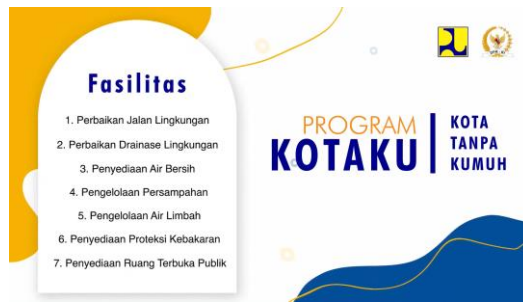 Fasilitas
1. Perbaikan Jalan Lingkungan
2. Perbaikan Drainase Lingkungan
3. Penyediaan Air Bersih
4. Pengelolaan Persampahan
5. Pengelolaan Air Limbah
6. Penyediaan Proteksi Kebakaran
7. Penyediaan Ruang Terbuka Publik
PROGRAM
KOTAKU
KOTA
TANPA
KUMUH